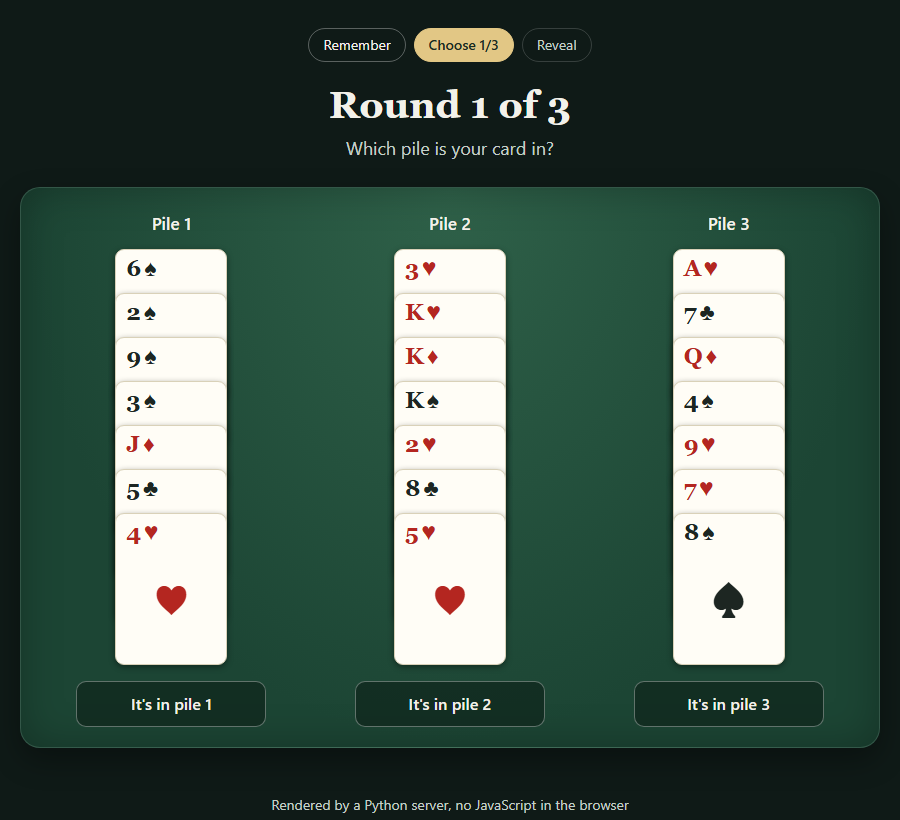 Remember Choose 1/3 Reveal
Round 1 of 3
Which pile is your card in?
Pile 1 Pile 2 Pile 3
6♠ 3♥ A♥
2♠ K♥ 7♣
9♠ K♦ Q♦
3♠ K♠ 4♠
J♦ 2♥ 9♥
5♣ 8♣ 7♥
4♥ 5♥ 8♠
It's in pile 1 It's in pile 2 It's in pile 3
Rendered by a Python server, no JavaScript in the browser